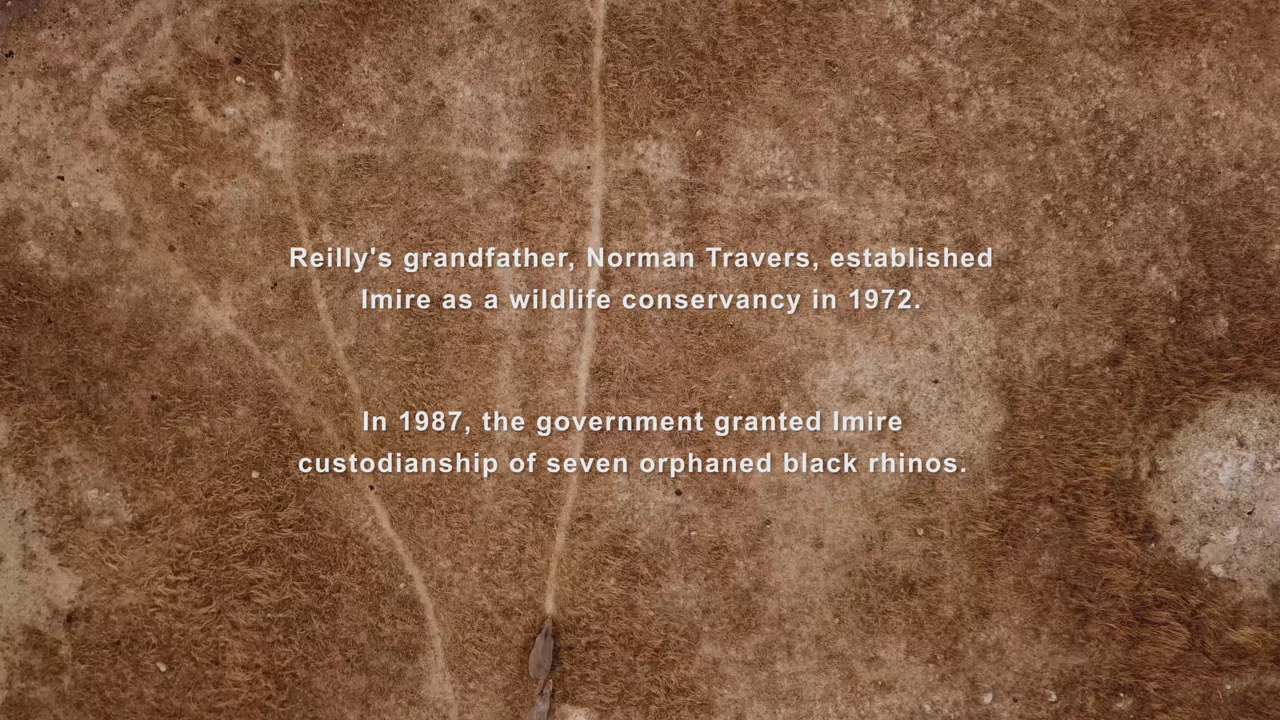 Reilly's grandfather, Norman Travers, established
Imire as a wildlife conservancy in 1972.
In 1987, the government granted Imire
custodianship of seven orphaned black rhinos.